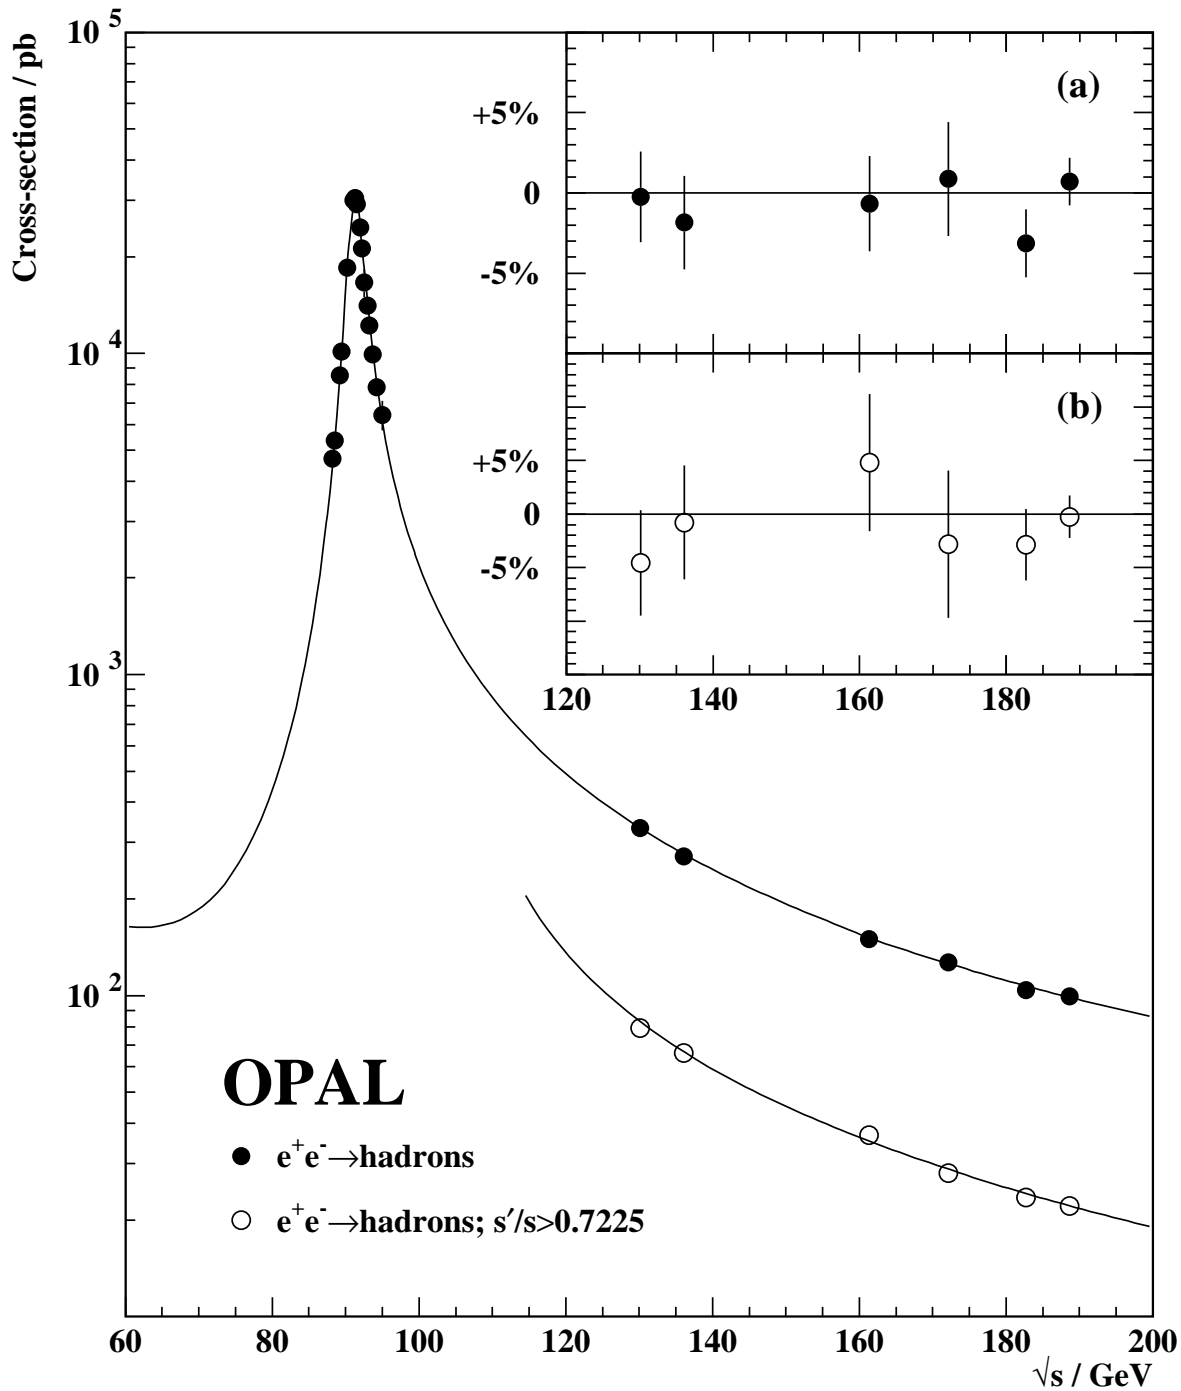 Cross-section / pb
10 5
10 4
10 3
10 2
(a)
+5%
0
-5%
(b)
+5%
0
-5%
120 140 160 180
OPAL
e+e-→hadrons
e+e-→hadrons; s′/s>0.7225
60 80 100 120 140 160 180 200
√s / GeV